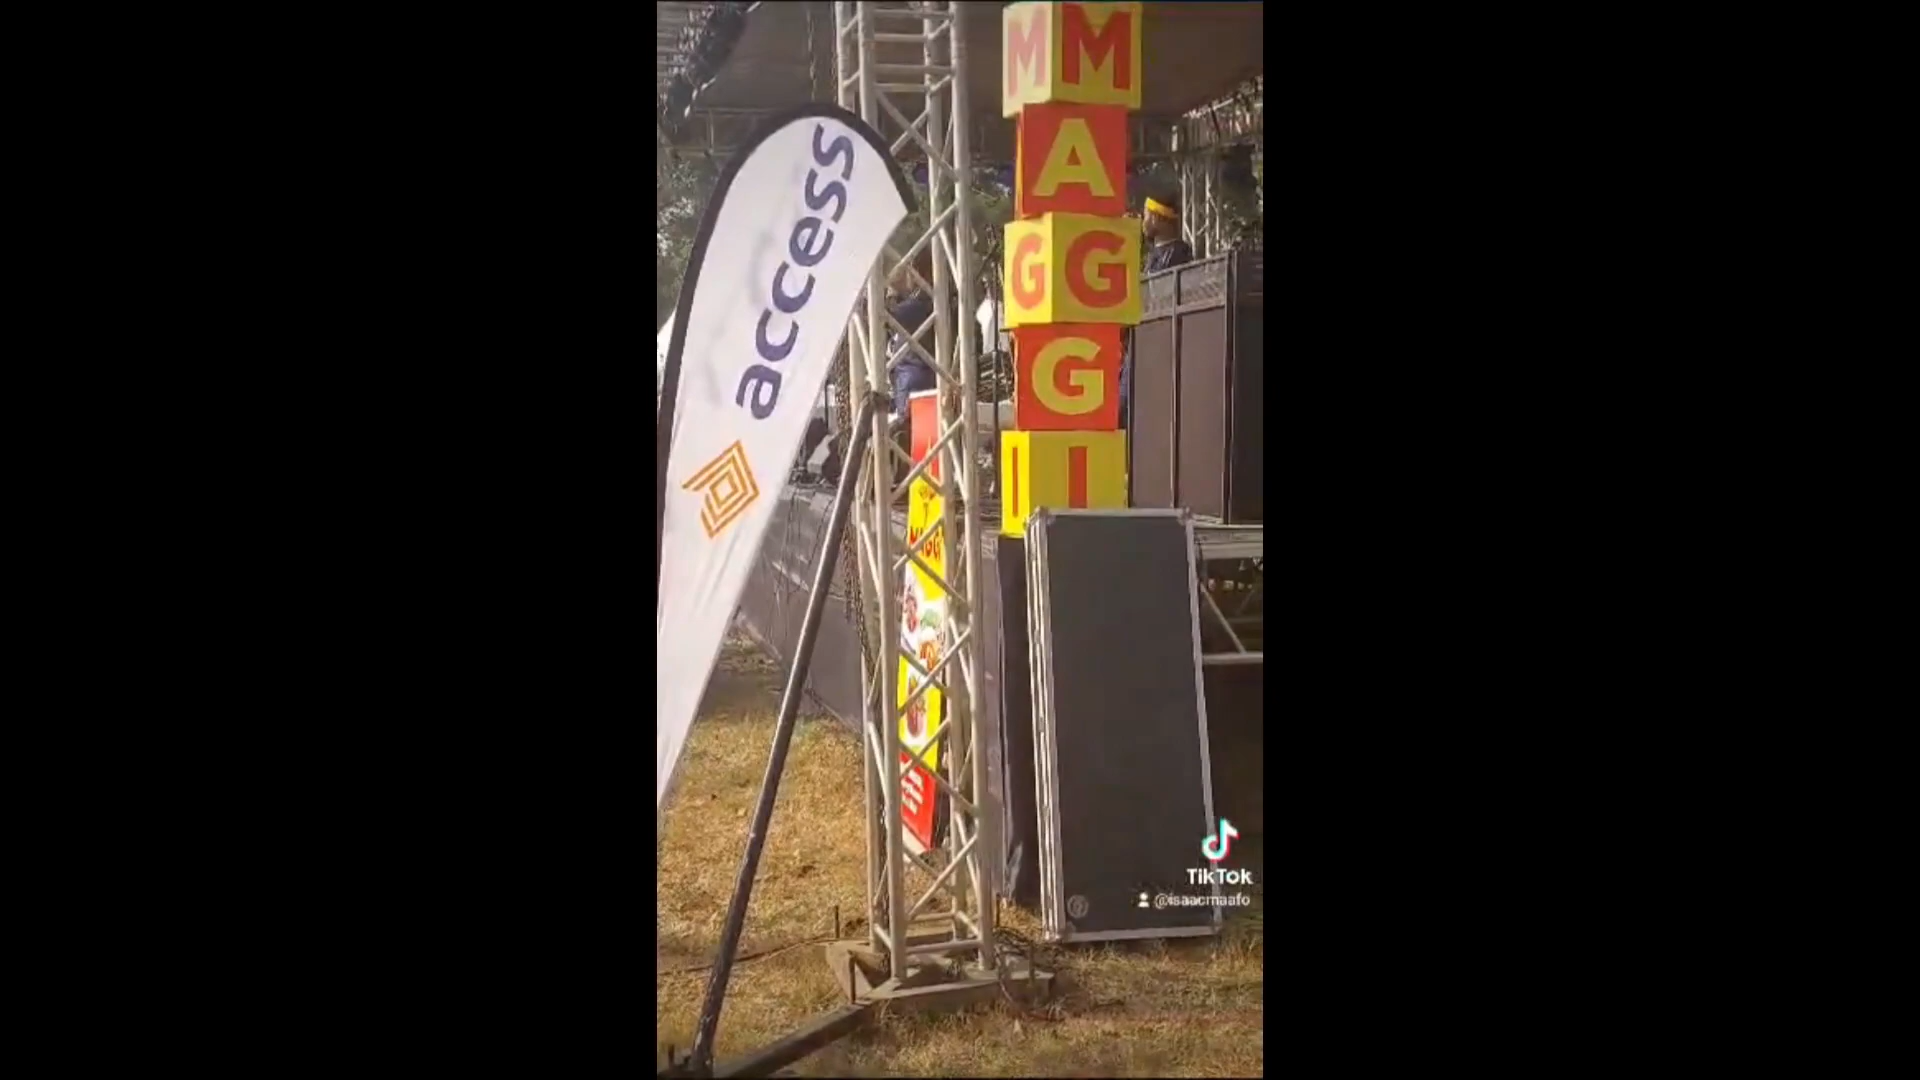 access
M M
A
G G
G
I I
MAGGI
TikTok
@isaacmaafo